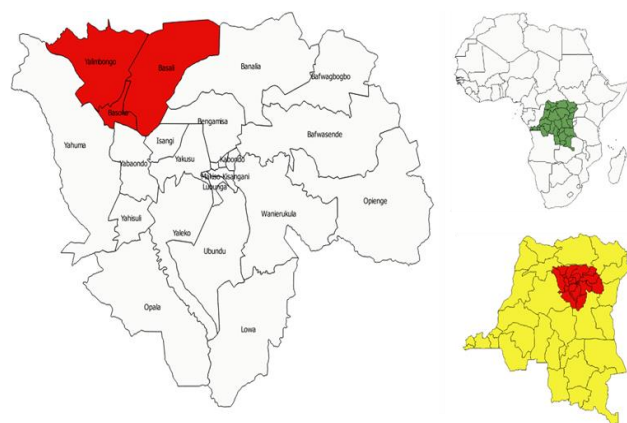 Yalimbongo
Basali
Banalia
Bafwagbogbo
Basoko
Bengamisa
Yahuma
Isangi
Bafwasende
Yabaondo
Yakusu
Kabondo
Makiso-Kisangani
Lubunga
Opienge
Yahisuli
Yaleko
Wanierukula
Ubundu
Opala
Lowa